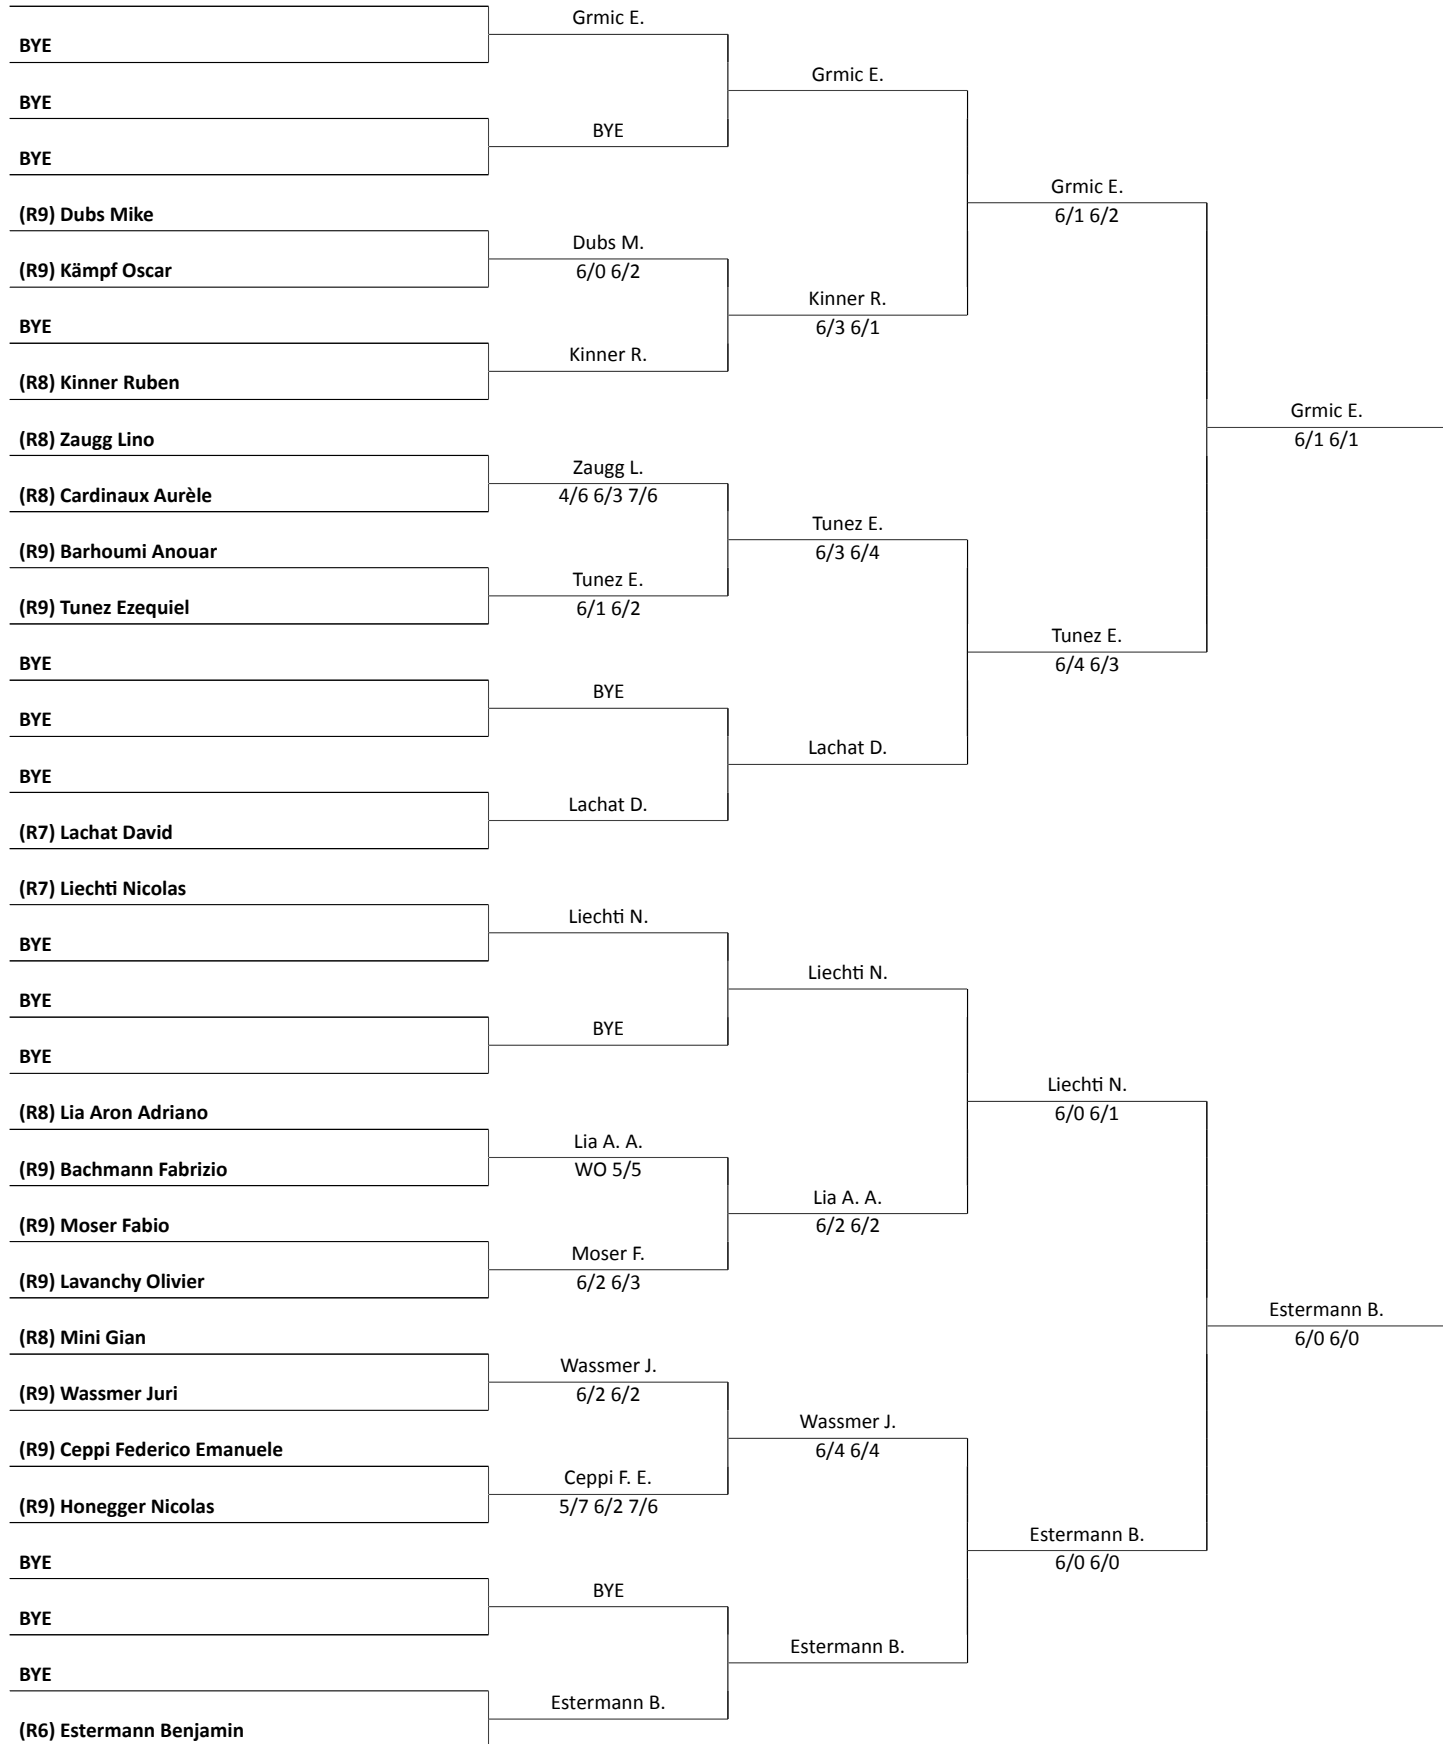 BYE
BYE
BYE
(R9) Dubs Mike
(R9) Kämpf Oscar
BYE
(R8) Kinner Ruben
(R8) Zaugg Lino
(R8) Cardinaux Aurèle
(R9) Barhoumi Anouar
(R9) Tunez Ezequiel
BYE
BYE
BYE
(R7) Lachat David
(R7) Liechti Nicolas
BYE
BYE
BYE
(R8) Lia Aron Adriano
(R9) Bachmann Fabrizio
(R9) Moser Fabio
(R9) Lavanchy Olivier
(R8) Mini Gian
(R9) Wassmer Juri
(R9) Ceppi Federico Emanuele
(R9) Honegger Nicolas
BYE
BYE
BYE
(R6) Estermann Benjamin
Grmic E.
BYE
Dubs M.
6/0 6/2
Kinner R.
Zaugg L.
4/6 6/3 7/6
Tunez E.
6/1 6/2
BYE
Lachat D.
Liechti N.
BYE
Lia A. A.
WO 5/5
Moser F.
6/2 6/3
Wassmer J.
6/2 6/2
Ceppi F. E.
5/7 6/2 7/6
BYE
Estermann B.
Grmic E.
Kinner R.
6/3 6/1
Tunez E.
6/3 6/4
Lachat D.
Liechti N.
Lia A. A.
6/2 6/2
Wassmer J.
6/4 6/4
Estermann B.
Grmic E.
6/1 6/2
Tunez E.
6/4 6/3
Liechti N.
6/0 6/1
Estermann B.
6/0 6/0
Grmic E.
6/1 6/1
Estermann B.
6/0 6/0